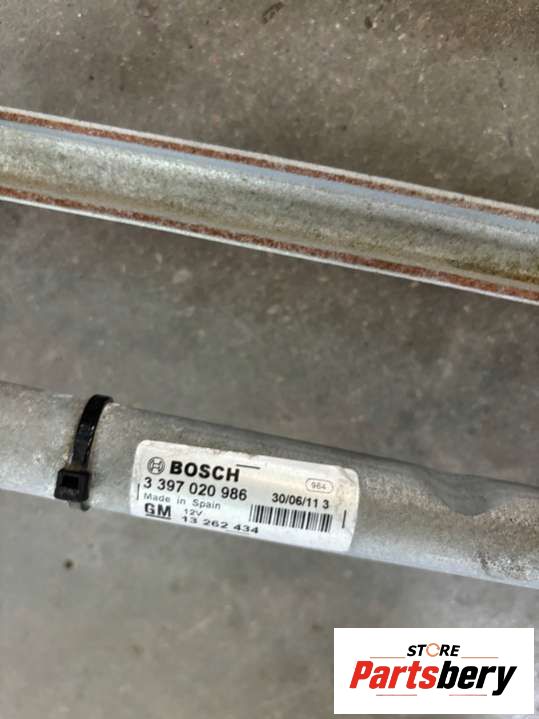 BOSCH
964
3 397 020 986
30/06/11 3
Made in Spain
GM
12V
13 262 434
STORE
Partsbery